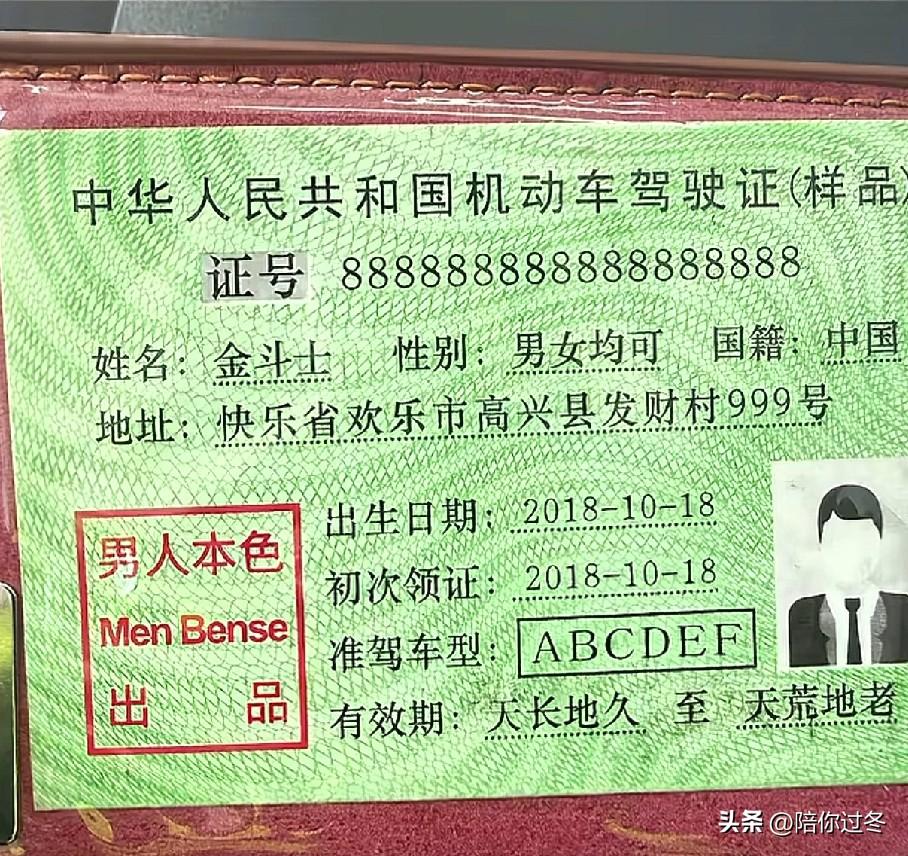 中华人民共和国机动车驾驶证(样品)
证号 888888888888888888
姓名: 金斗士 性别: 男女均可 国籍: 中国
地址: 快乐省欢乐市高兴县发财村999号
男人本色
Men Bense
出品
出生日期: 2018-10-18
初次领证: 2018-10-18
准驾车型: ABCDEF
有效期: 天长地久 至 天荒地老
头条 @陪你过冬